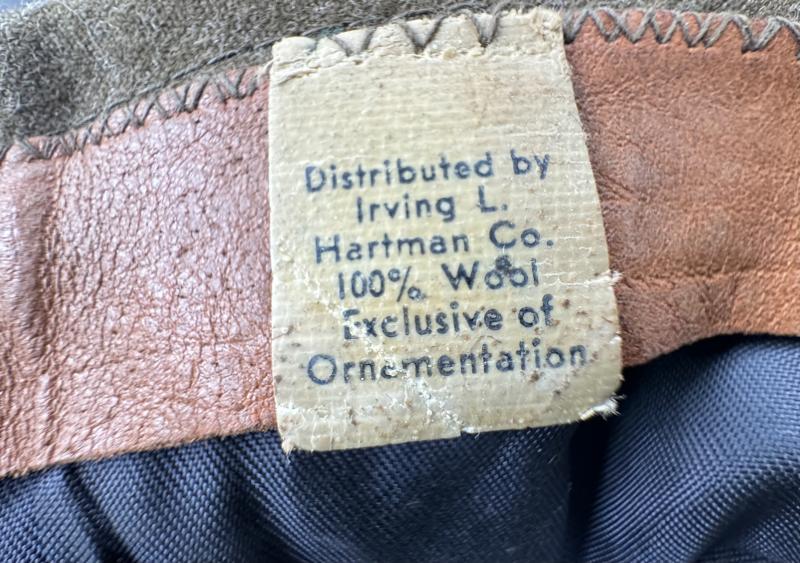 Distributed by
Irving L.
Hartman Co.
100% Wool
Exclusive of
Ornamentation